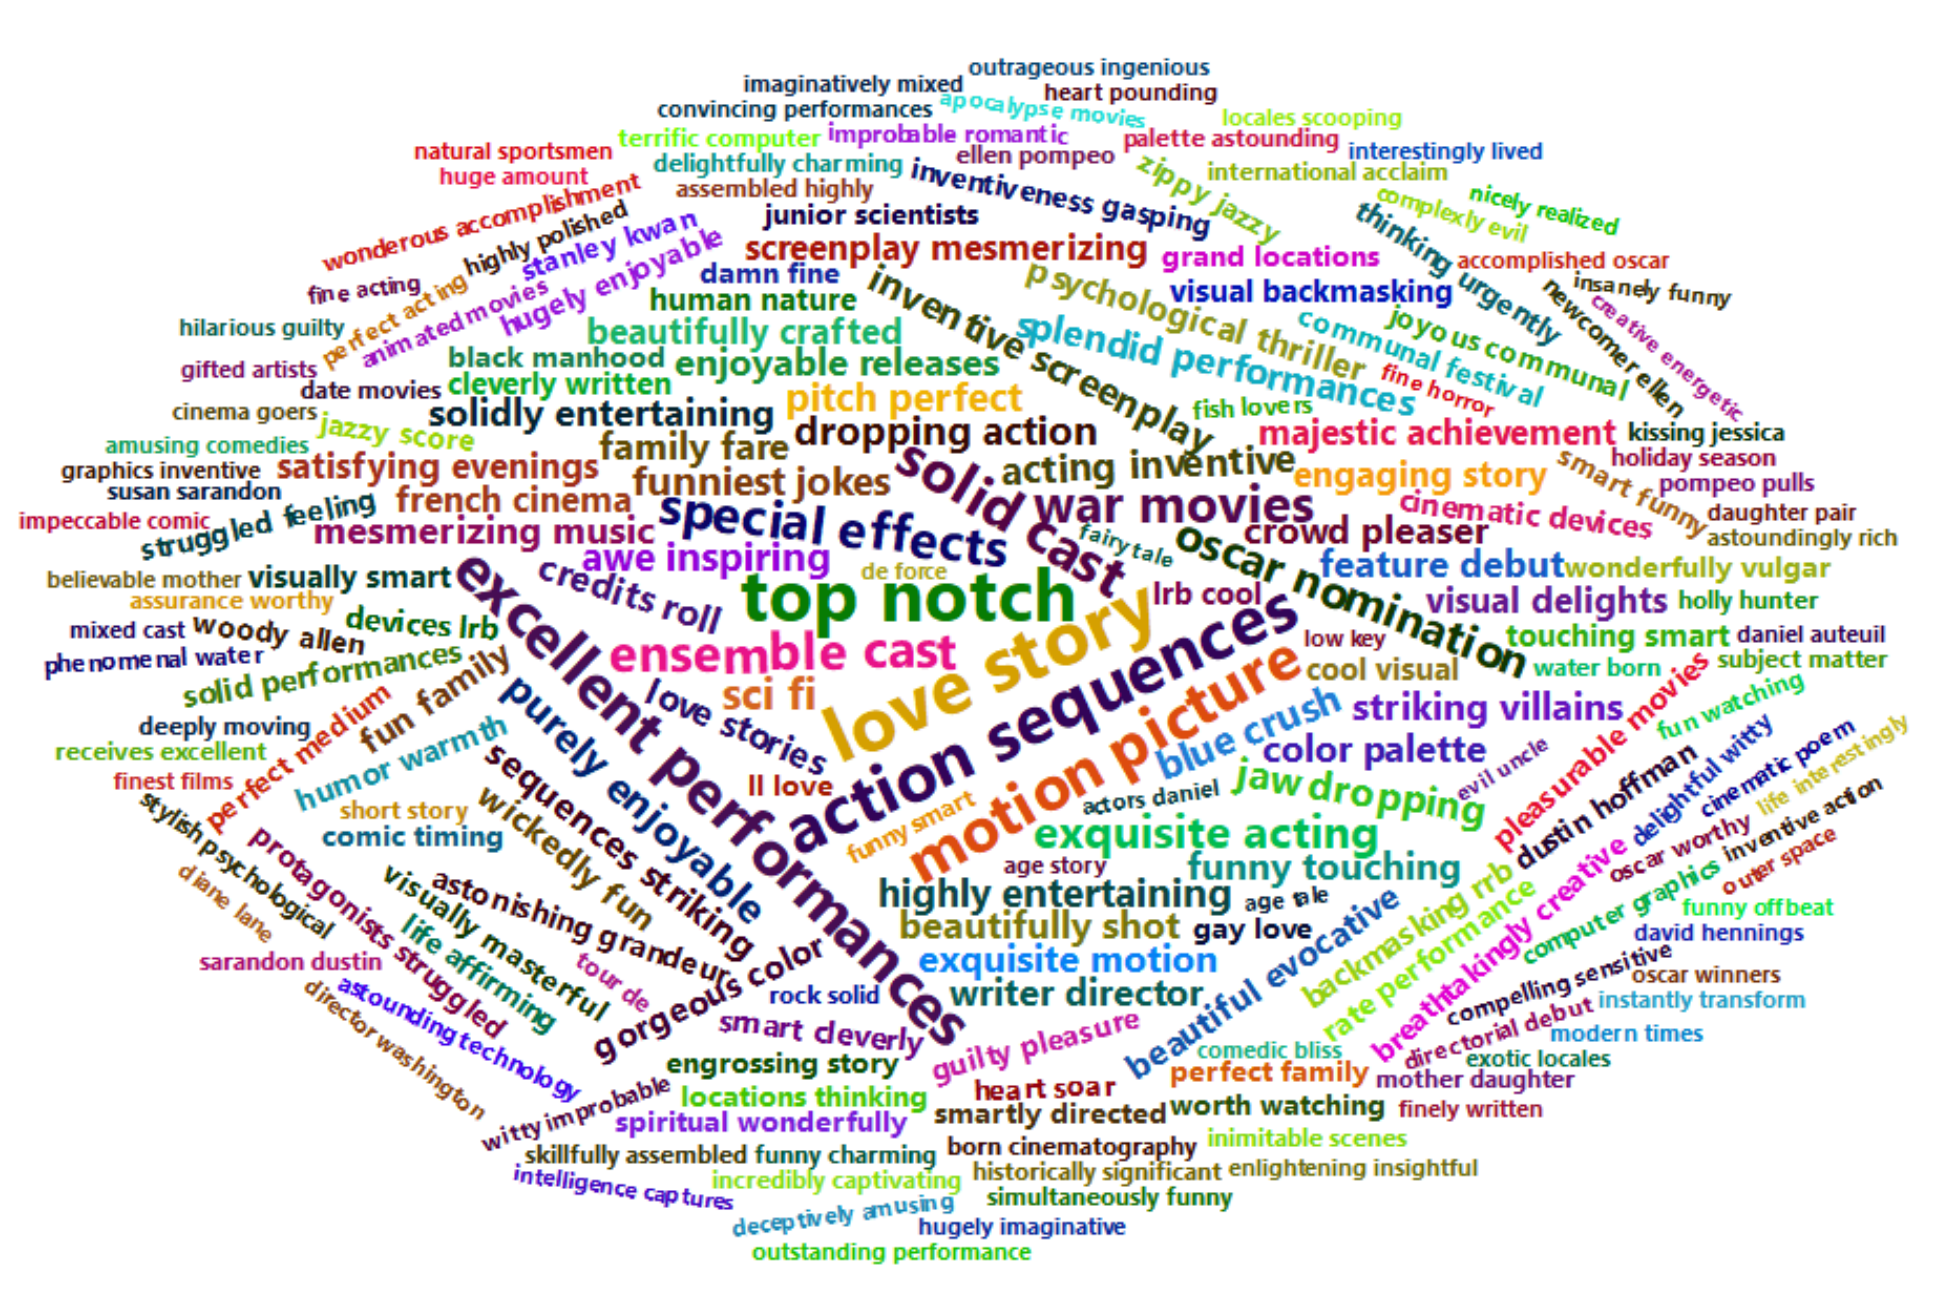 outrageous ingenious
imaginatively mixed
heart pounding
convincing performances
apocalypse movies
locales scooping
terrific computer
improbable romantic
palette astounding
natural sportsmen
interestingly lived
delightfully charming
ellen pompeo
zippy jazzy
international acclaim
huge amount
assembled highly
inventiveness gasping
complexly evil
nicely realized
wonderous accomplishment
highly polished
junior scientists
thinking urgently
stanley kwan
screenplay mesmerizing
grand locations
accomplished oscar
hugely enjoyable
damn fine
psychological thriller
insanely funny
fine acting
perfect acting
animated movies
human nature
inventive screenplay
visual backmasking
newcomer ellen
creative energetic
hilarious guilty
beautifully crafted
splendid performances
communal festival
joyous communal
gifted artists
black manhood
enjoyable releases
fine horror
date movies
cleverly written
pitch perfect
cinema goers
solidly entertaining
fish lovers
jazzy score
dropping action
majestic achievement
kissing jessica
amusing comedies
family fare
graphics inventive
satisfying evenings
solid cast
acting inventive
engaging story
smart funny
holiday season
susan sarandon
funniest jokes
pompeo pulls
struggled feeling
french cinema
war movies
cinematic devices
daughter pair
impeccable comic
mesmerizing music
special effects
fairy tale
crowd pleaser
astoundingly rich
awe inspiring
de force
oscar nomination
feature debut
wonderfully vulgar
believable mother
visually smart
excellent performances
credits roll
top notch
lrb cool
visual delights
holly hunter
assurance worthy
mixed cast
woody allen
devices lrb
love story
action sequences
low key
touching smart
daniel auteuil
phenomenal water
ensemble cast
cool visual
water born
subject matter
solid performances
fun family
sci fi
motion picture
pleasurable movies
perfect medium
purely enjoyable
love stories
blue crush
striking villains
fun watching
deeply moving
receives excellent
humor warmth
color palette
evil uncle
dustin hoffman
delightful witty
cinematic poem
life interestingly
finest films
sequences striking
ll love
actors daniel
jaw dropping
stylish psychological
short story
wickedly fun
funny smart
inventive action
protagonists struggled
comic timing
exquisite acting
oscar worthy
diane lane
visually masterful
astonishing grandeur
age story
funny touching
backmasking rrb
computer graphics
outer space
highly entertaining
age tale
rate performance
breathtakingly creative
funny offbeat
life affirming
beautifully shot
gay love
beautiful evocative
david hennings
sarandon dustin
tour de
gorgeous color
exquisite motion
compelling sensitive
oscar winners
director washington
astounding technology
rock solid
writer director
instantly transform
smart cleverly
guilty pleasure
directorial debut
modern times
engrossing story
comedic bliss
exotic locales
witty improbable
locations thinking
heart soar
perfect family
mother daughter
spiritual wonderfully
smartly directed
worth watching
finely written
skillfully assembled
funny charming
born cinematography
inimitable scenes
intelligence captures
incredibly captivating
historically significant
enlightening insightful
simultaneously funny
deceptively amusing
hugely imaginative
outstanding performance